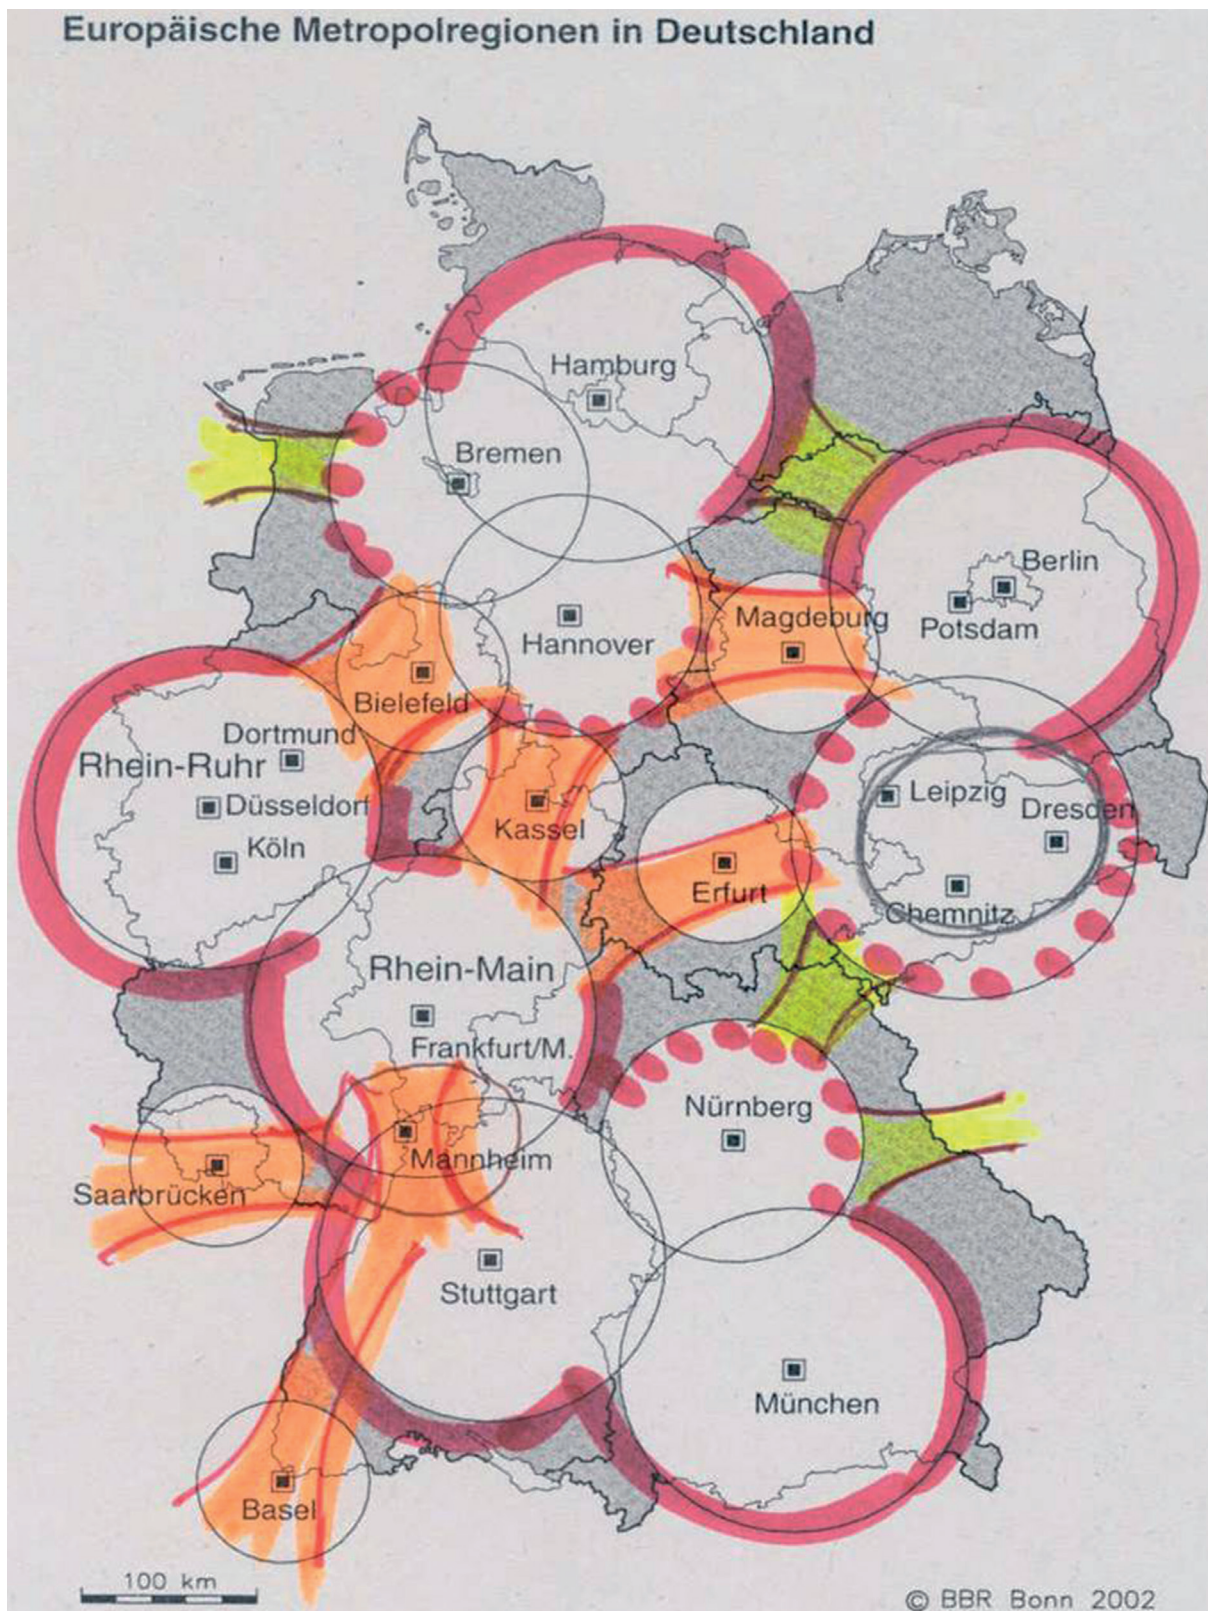 Europäische Metropolregionen in Deutschland
Hamburg
Bremen
Berlin
Potsdam
Magdeburg
Hannover
Bielefeld
Dortmund
Rhein-Ruhr
Düsseldorf
Köln
Kassel
Leipzig
Dresden
Erfurt
Chemnitz
Rhein-Main
Frankfurt/M.
Nürnberg
Mannheim
Saarbrücken
Stuttgart
München
Basel
100 km
© BBR Bonn 2002